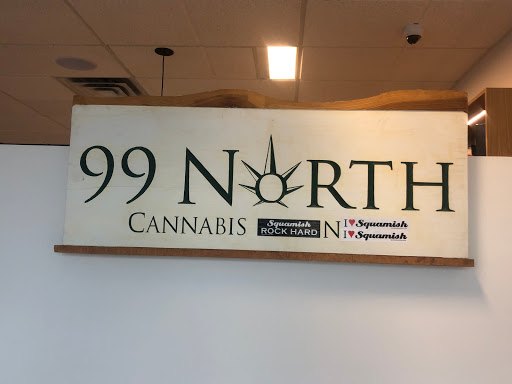 99 NORTH
CANNABIS Squamish ROCK HARD N I ♥ Squamish
I ♥ Squamish